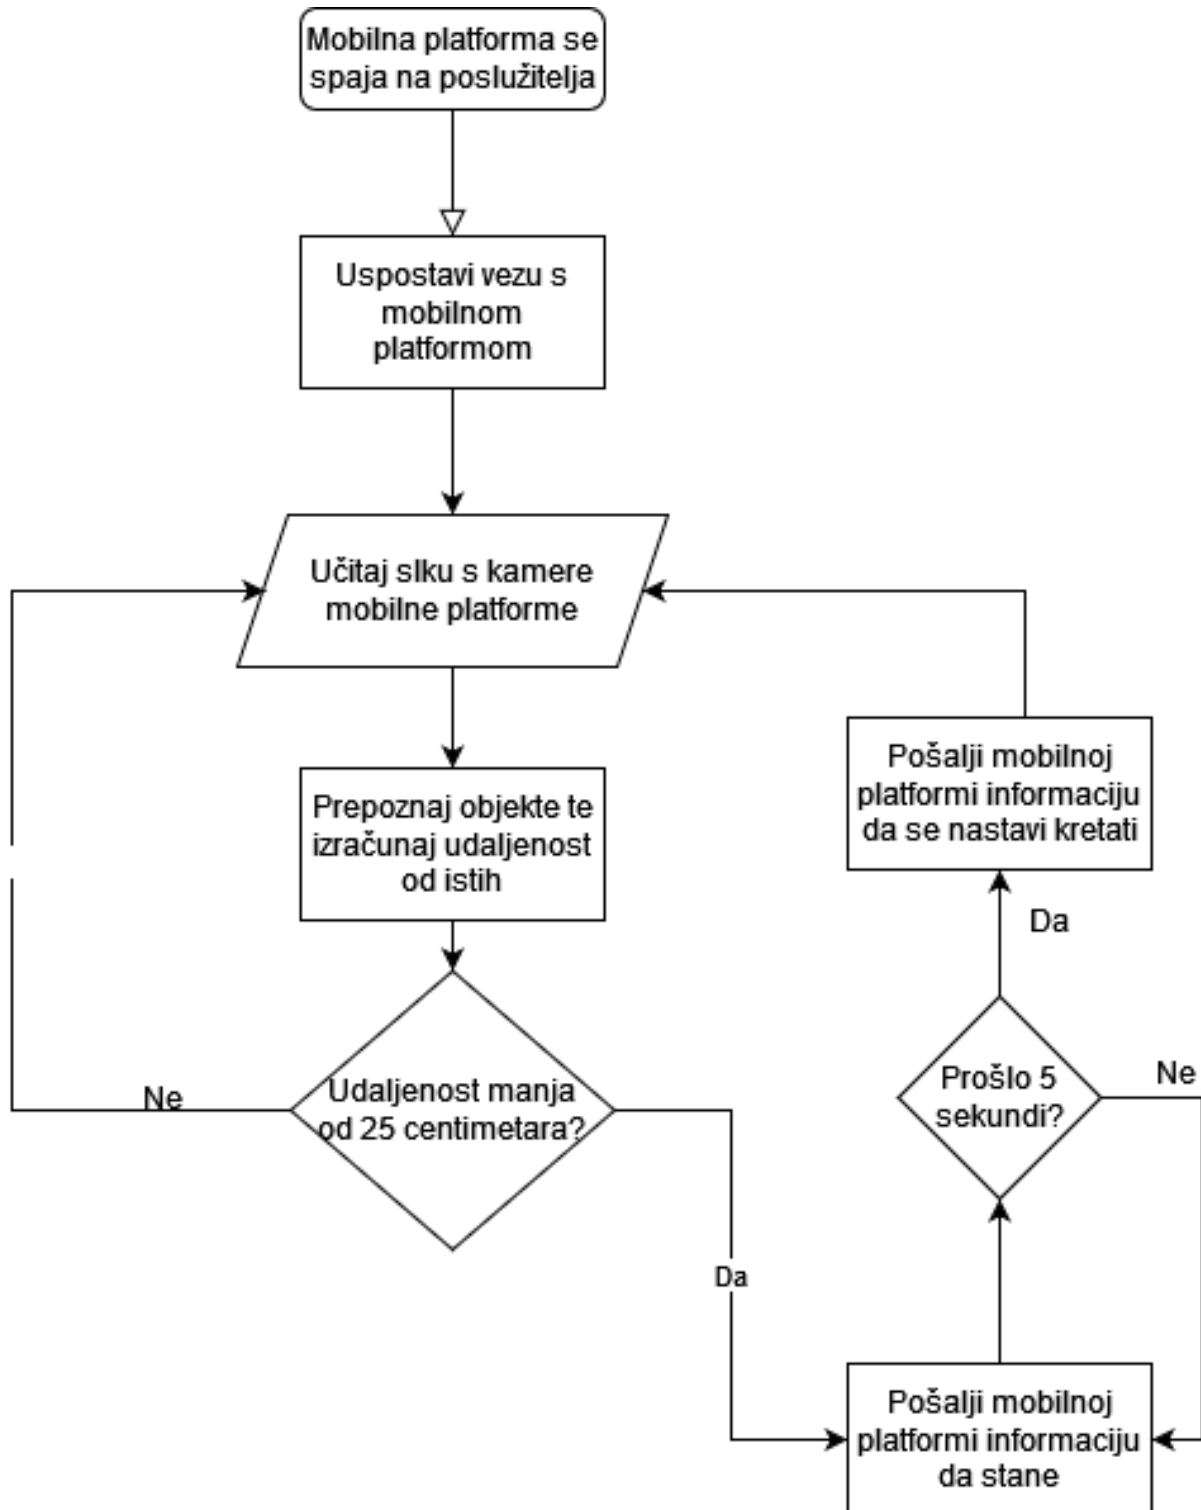 Mobilna platforma se
spaja na poslužitelja
Uspostavi vezu s
mobilnom
platformom
Učitaj slku s kamere
mobilne platforme
Prepoznaj objekte te
izračunaj udaljenost
od istih
Udaljenost manja
od 25 centimetara?
Ne
Da
Pošalji mobilnoj
platformi informaciju
da stane
Prošlo 5
sekundi?
Ne
Da
Pošalji mobilnoj
platformi informaciju
da se nastavi kretati